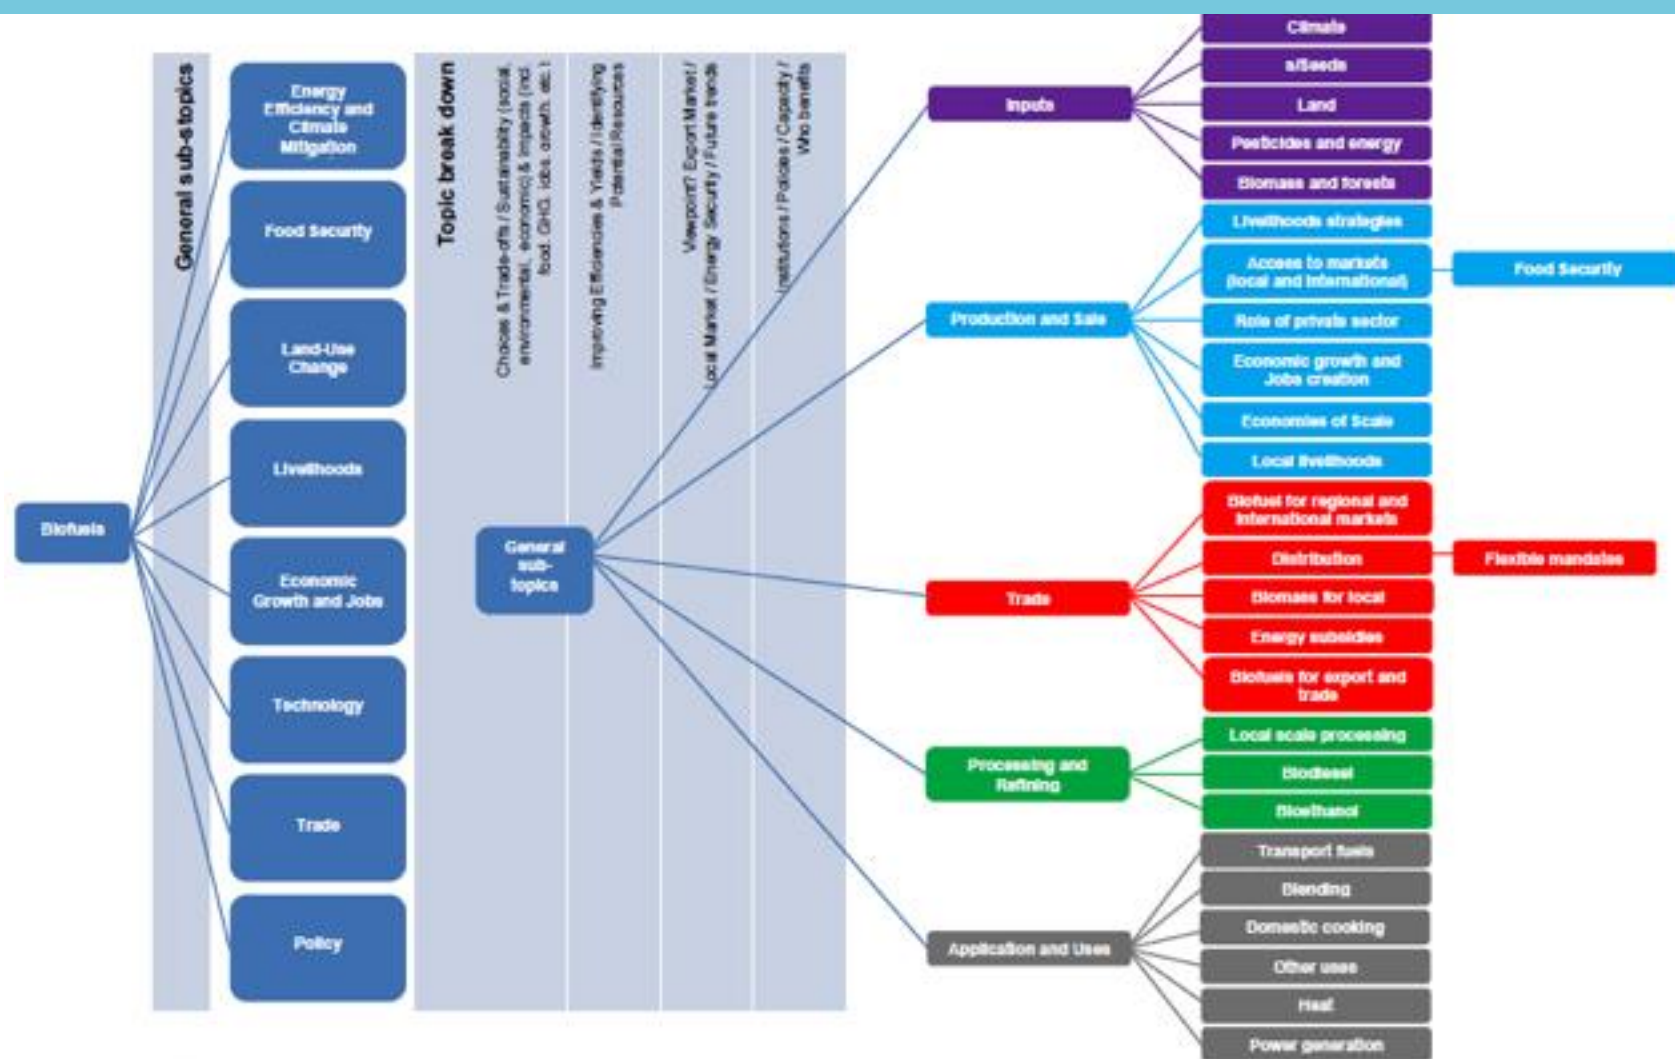 General sub-stopics
Biofuels
Energy
Efficiency and
Climate
Mitigation
Food Security
Land-Use
Change
Livelihoods
Economic
Growth and Jobs
Technology
Trade
Policy
Topic break down
Choices & Trade-offs / Sustainability (social,
environmental, economic) & Impacts (incl.
food, GHG, jobs, growth, etc.)
Improving Efficiencies & Yields / Identifying
Potential Resources
Viewpoint? Export Market /
Local Market / Energy Security / Future trends
Institutions / Policies / Capacity /
Who benefits
General
sub-
topics
Inputs
Climate
s/Seeds
Land
Pesticides and energy
Biomass and forests
Production and Sale
Livelihoods strategies
Access to markets
(local and international)
Food Security
Role of private sector
Economic growth and
Jobs creation
Economies of Scale
Local livelihoods
Trade
Biofuel for regional and
international markets
Distribution
Flexible mandates
Biomass for local
Energy subsidies
Biofuels for export and
trade
Processing and
Refining
Local scale processing
Biodiesel
Bioethanol
Application and Uses
Transport fuels
Blending
Domestic cooking
Other uses
Heat
Power generation